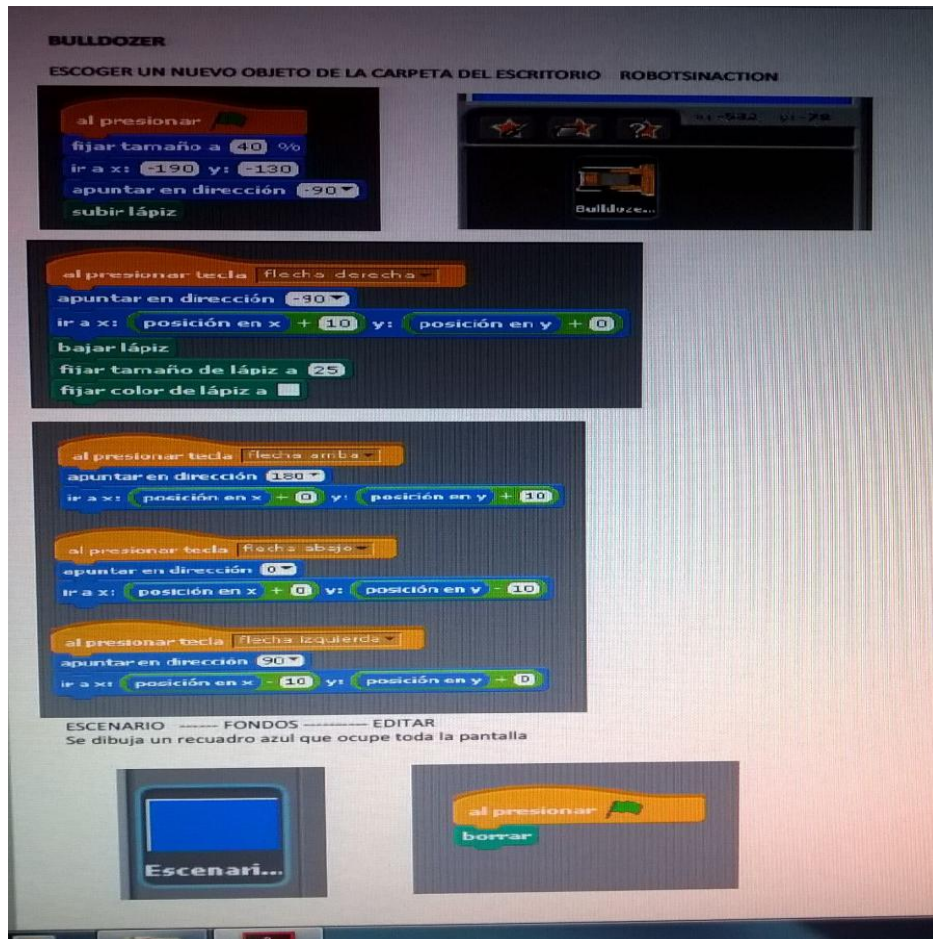 BULLDOZER
ESCOGER UN NUEVO OBJETO DE LA CARPETA DEL ESCRITORIO ROBOTSINACTION
al presionar
fijar tamaño a 40 %
ir a x: -190 y: -130
apuntar en dirección -90
subir lápiz
Bulldoze...
al presionar tecla flecha derecha
apuntar en dirección -90
ir a x: posición en x + 10 y: posición en y + 0
bajar lápiz
fijar tamaño de lápiz a 25
fijar color de lápiz a
al presionar tecla flecha arriba
apuntar en dirección 180
ir a x: posición en x + 0 y: posición en y + 10
al presionar tecla flecha abajo
apuntar en dirección 0
ir a x: posición en x + 0 y: posición en y - 10
al presionar tecla flecha izquierda
apuntar en dirección 90
ir a x: posición en x - 10 y: posición en y + 0
ESCENARIO ------ FONDOS ---------- EDITAR
Se dibuja un recuadro azul que ocupe toda la pantalla
Escenari...
al presionar
borrar